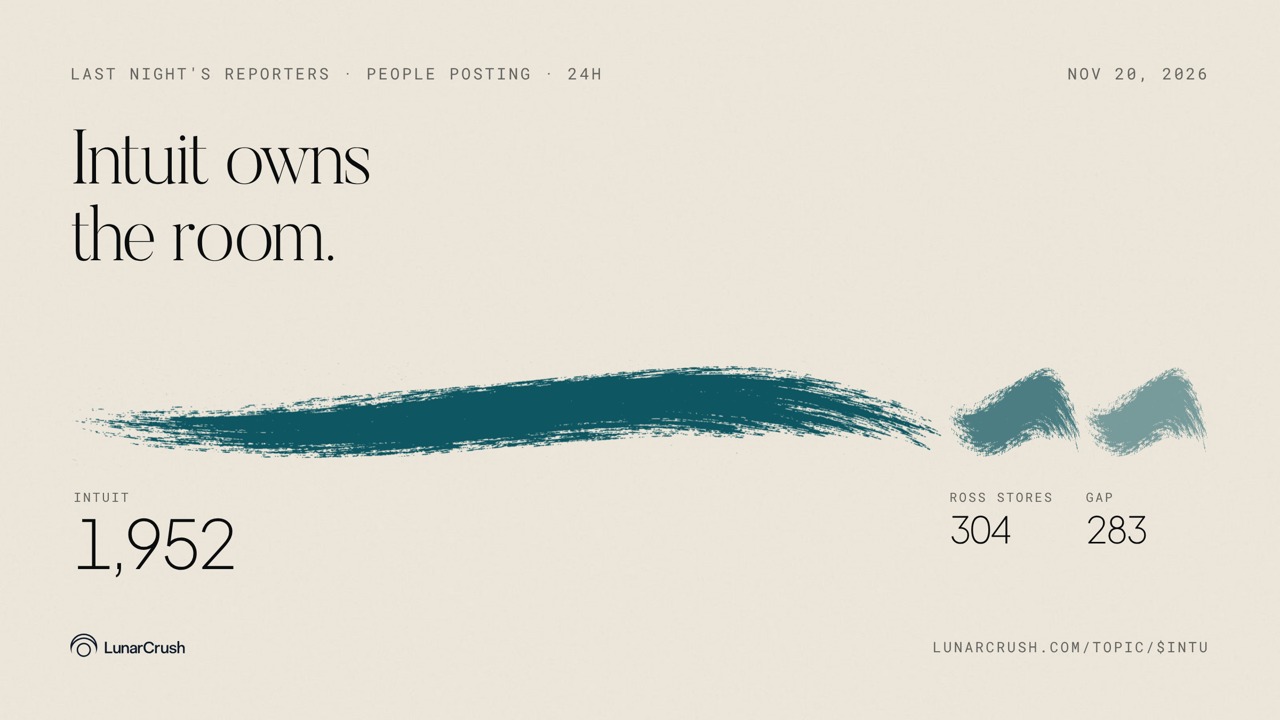 LAST NIGHT'S REPORTERS · PEOPLE POSTING · 24H
NOV 20, 2026
Intuit owns
the room.
INTUIT
1,952
ROSS STORES
304
GAP
283
LunarCrush
LUNARCRUSH.COM/TOPIC/$INTU